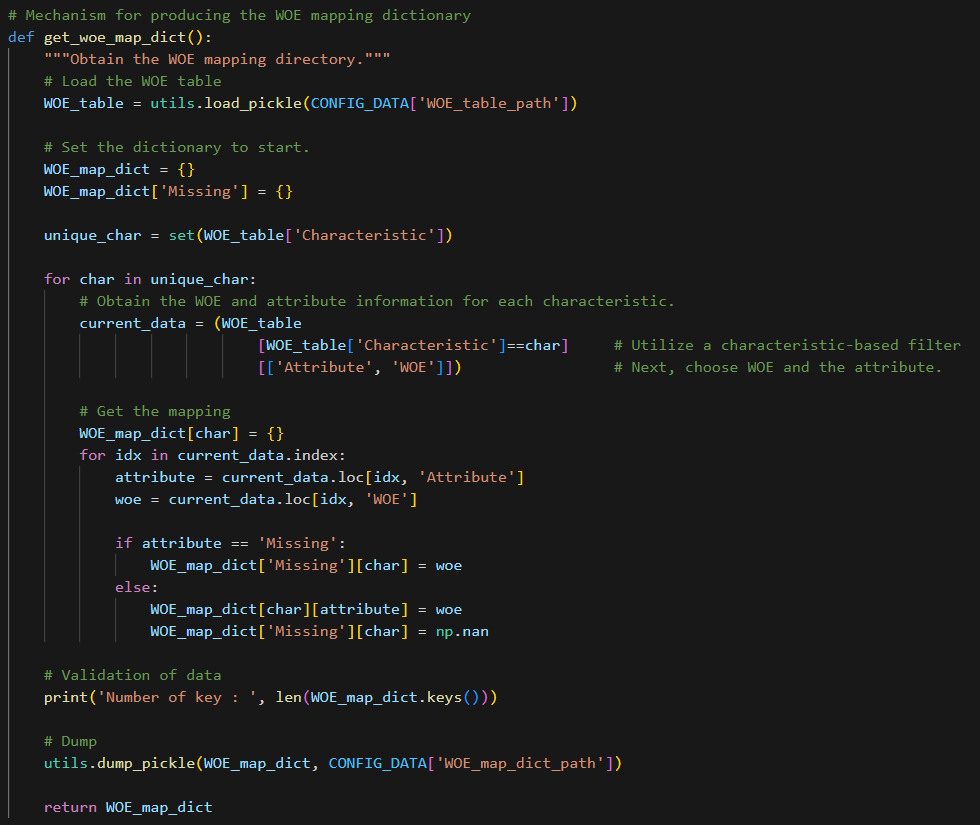 # Mechanism for producing the WOE mapping dictionary
def get_woe_map_dict():
    """Obtain the WOE mapping directory."""
    # Load the WOE table
    WOE_table = utils.load_pickle(CONFIG_DATA['WOE_table_path'])

    # Set the dictionary to start.
    WOE_map_dict = {}
    WOE_map_dict['Missing'] = {}

    unique_char = set(WOE_table['Characteristic'])

    for char in unique_char:
        # Obtain the WOE and attribute information for each characteristic.
        current_data = (WOE_table
                            [WOE_table['Characteristic']==char]     # Utilize a characteristic-based filter
                            [['Attribute', 'WOE']])                 # Next, choose WOE and the attribute.

        # Get the mapping
        WOE_map_dict[char] = {}
        for idx in current_data.index:
            attribute = current_data.loc[idx, 'Attribute']
            woe = current_data.loc[idx, 'WOE']

            if attribute == 'Missing':
                WOE_map_dict['Missing'][char] = woe
            else:
                WOE_map_dict[char][attribute] = woe
                WOE_map_dict['Missing'][char] = np.nan

    # Validation of data
    print('Number of key : ', len(WOE_map_dict.keys()))

    # Dump
    utils.dump_pickle(WOE_map_dict, CONFIG_DATA['WOE_map_dict_path'])

    return WOE_map_dict